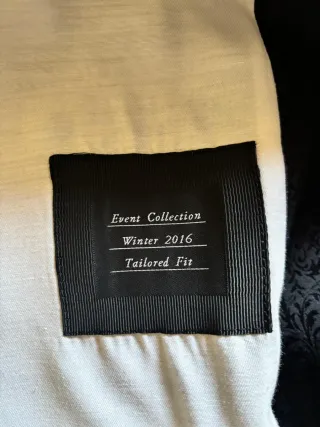 Event Collection
Winter 2016
Tailored Fit